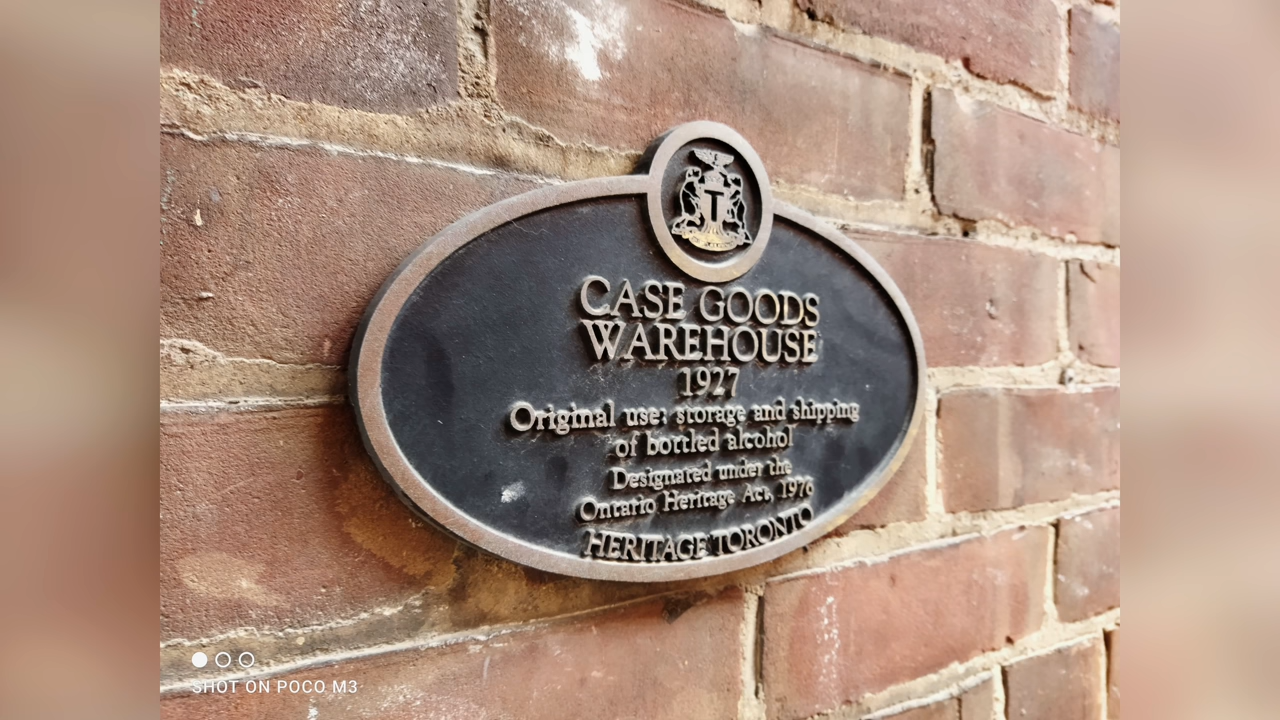 T
CASE GOODS
WAREHOUSE
1927
Original use: storage and shipping
of bottled alcohol
Designated under the
Ontario Heritage Act, 1976
HERITAGE TORONTO
SHOT ON POCO M3